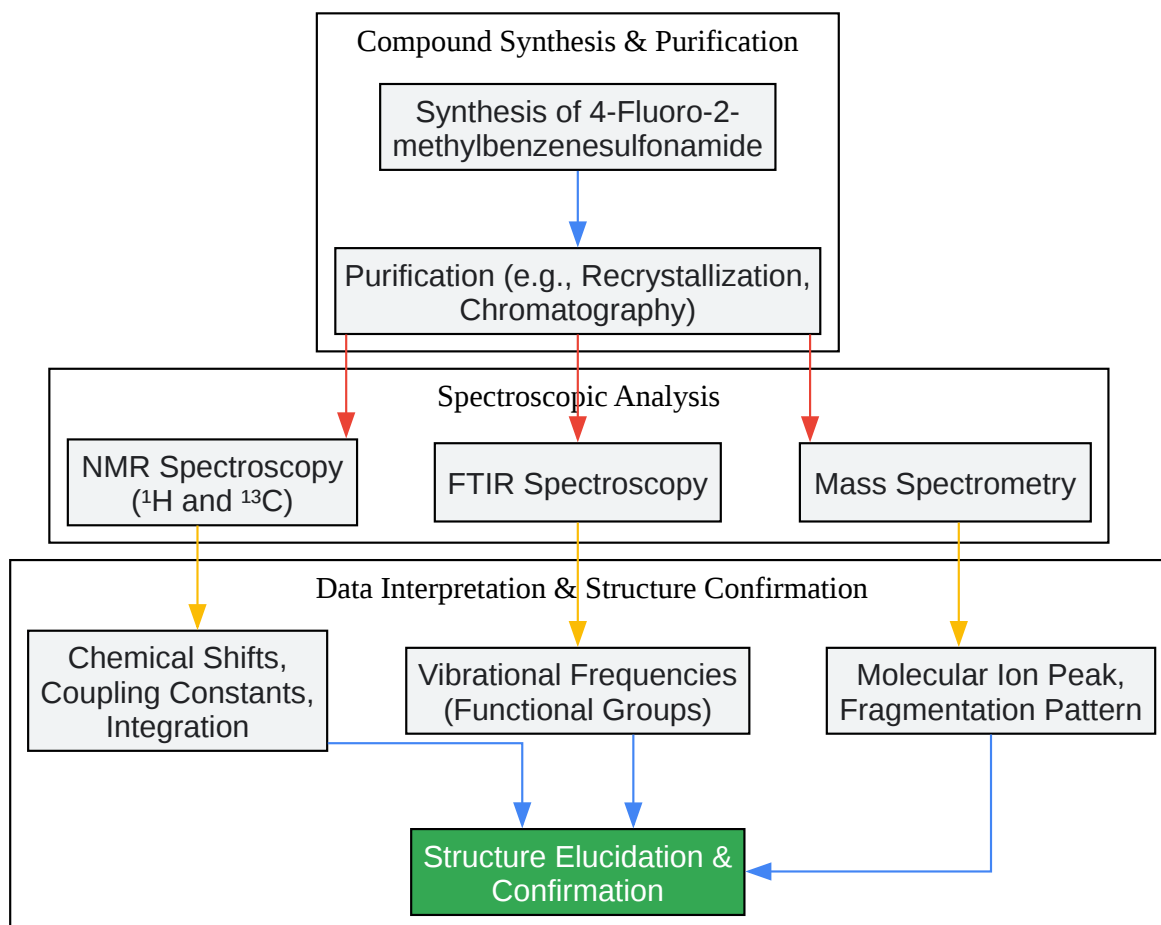 Compound Synthesis & Purification
Synthesis of 4-Fluoro-2-
methylbenzenesulfonamide
Purification (e.g., Recrystallization,
Chromatography)
Spectroscopic Analysis
NMR Spectroscopy
(¹H and ¹³C)
FTIR Spectroscopy
Mass Spectrometry
Data Interpretation & Structure Confirmation
Chemical Shifts,
Coupling Constants,
Integration
Vibrational Frequencies
(Functional Groups)
Molecular Ion Peak,
Fragmentation Pattern
Structure Elucidation &
Confirmation